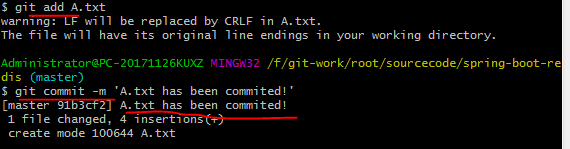 $ git add A.txt
warning: LF will be replaced by CRLF in A.txt.
The file will have its original line endings in your working directory.
Administrator@PC-20171126KUXZ MINGW32 /f/git-work/root/sourcecode/spring-boot-re
dis (master)
$ git commit -m 'A.txt has been commited!'
[master 91b3cf2] A.txt has been commited!
1 file changed, 4 insertions(+)
create mode 100644 A.txt